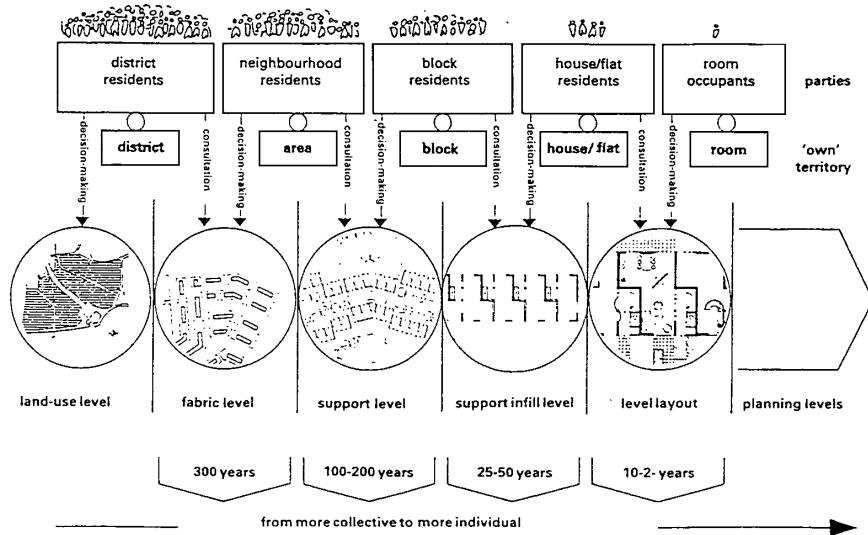 district
residents
neighbourhood
residents
block
residents
house/flat
residents
room
occupants
parties
decision-making
district
consultation
decision-making
area
consultation
decision-making
block
consultation
decision-making
house/ flat
consultation
decision-making
room
'own'
territory
land-use level
fabric level
support level
support infill level
level layout
planning levels
300 years
100-200 years
25-50 years
10-2- years
from more collective to more individual